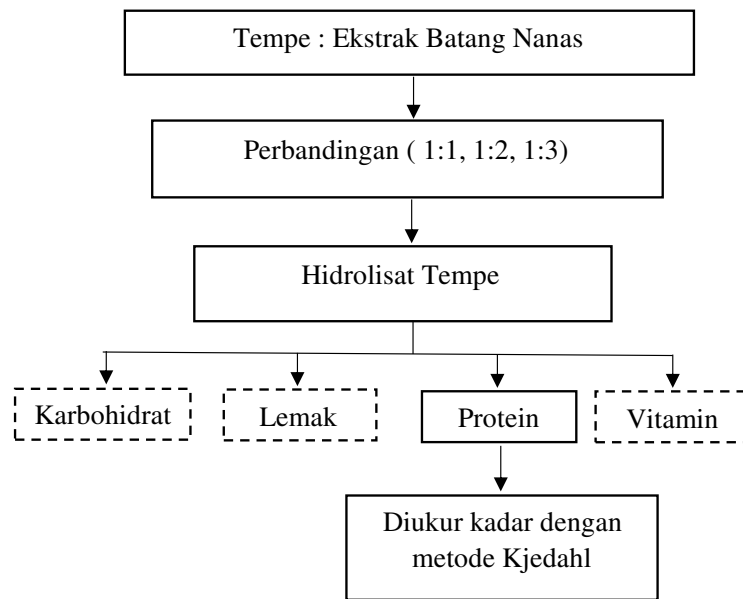 Tempe : Ekstrak Batang Nanas
Perbandingan ( 1:1, 1:2, 1:3)
Hidrolisat Tempe
Karbohidrat
Lemak
Protein
Vitamin
Diukur kadar dengan
metode Kjedahl